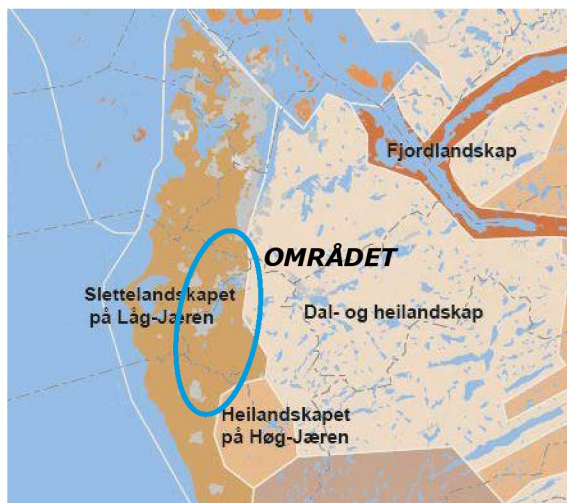 Fjordlandskap
OMRÅDET
Slettelandskapet
på Låg-Jæren
Dal- og heilandskap
Heilandskapet
på Høg-Jæren